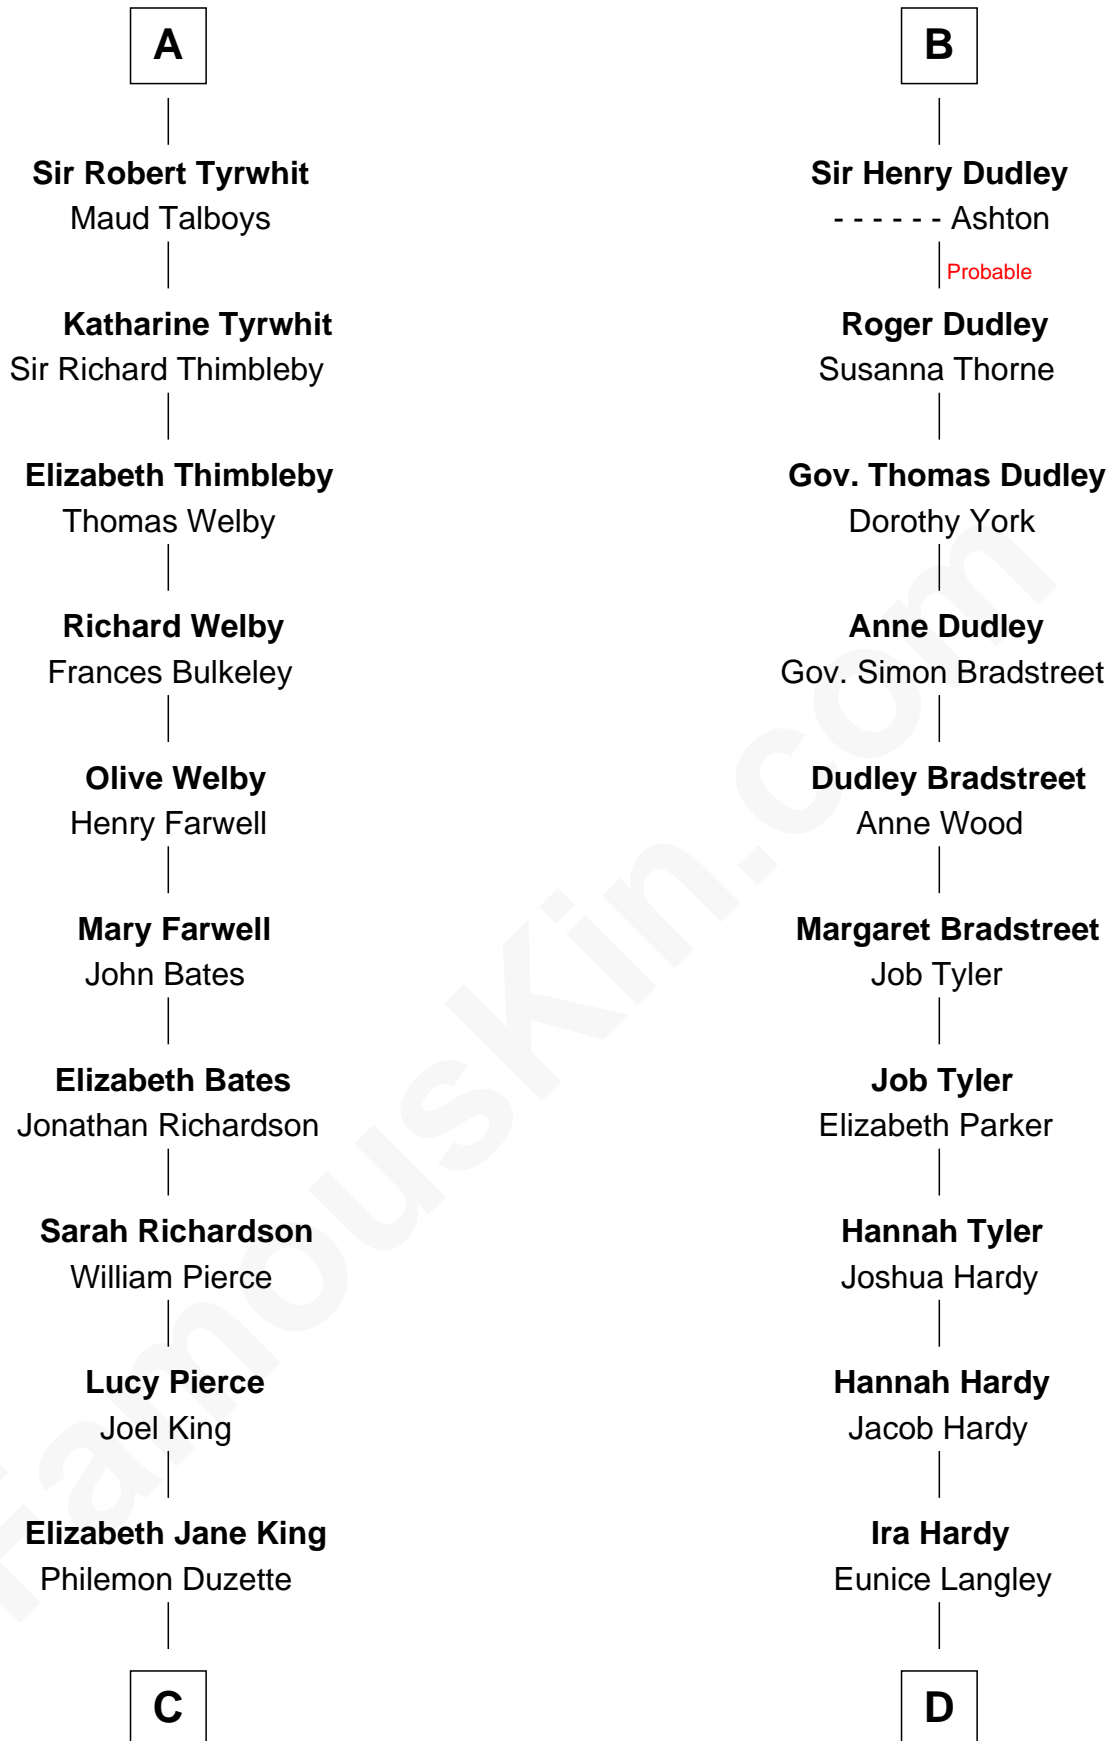 A
Sir Robert Tyrwhit
Maud Talboys
Katharine Tyrwhit
Sir Richard Thimbleby
Elizabeth Thimbleby
Thomas Welby
Richard Welby
Frances Bulkeley
Olive Welby
Henry Farwell
Mary Farwell
John Bates
Elizabeth Bates
Jonathan Richardson
Sarah Richardson
William Pierce
Lucy Pierce
Joel King
Elizabeth Jane King
Philemon Duzette
C
B
Sir Henry Dudley
- - - - - - Ashton
Probable
Roger Dudley
Susanna Thorne
Gov. Thomas Dudley
Dorothy York
Anne Dudley
Gov. Simon Bradstreet
Dudley Bradstreet
Anne Wood
Margaret Bradstreet
Job Tyler
Job Tyler
Elizabeth Parker
Hannah Tyler
Joshua Hardy
Hannah Hardy
Jacob Hardy
Ira Hardy
Eunice Langley
D
FamousKin.com